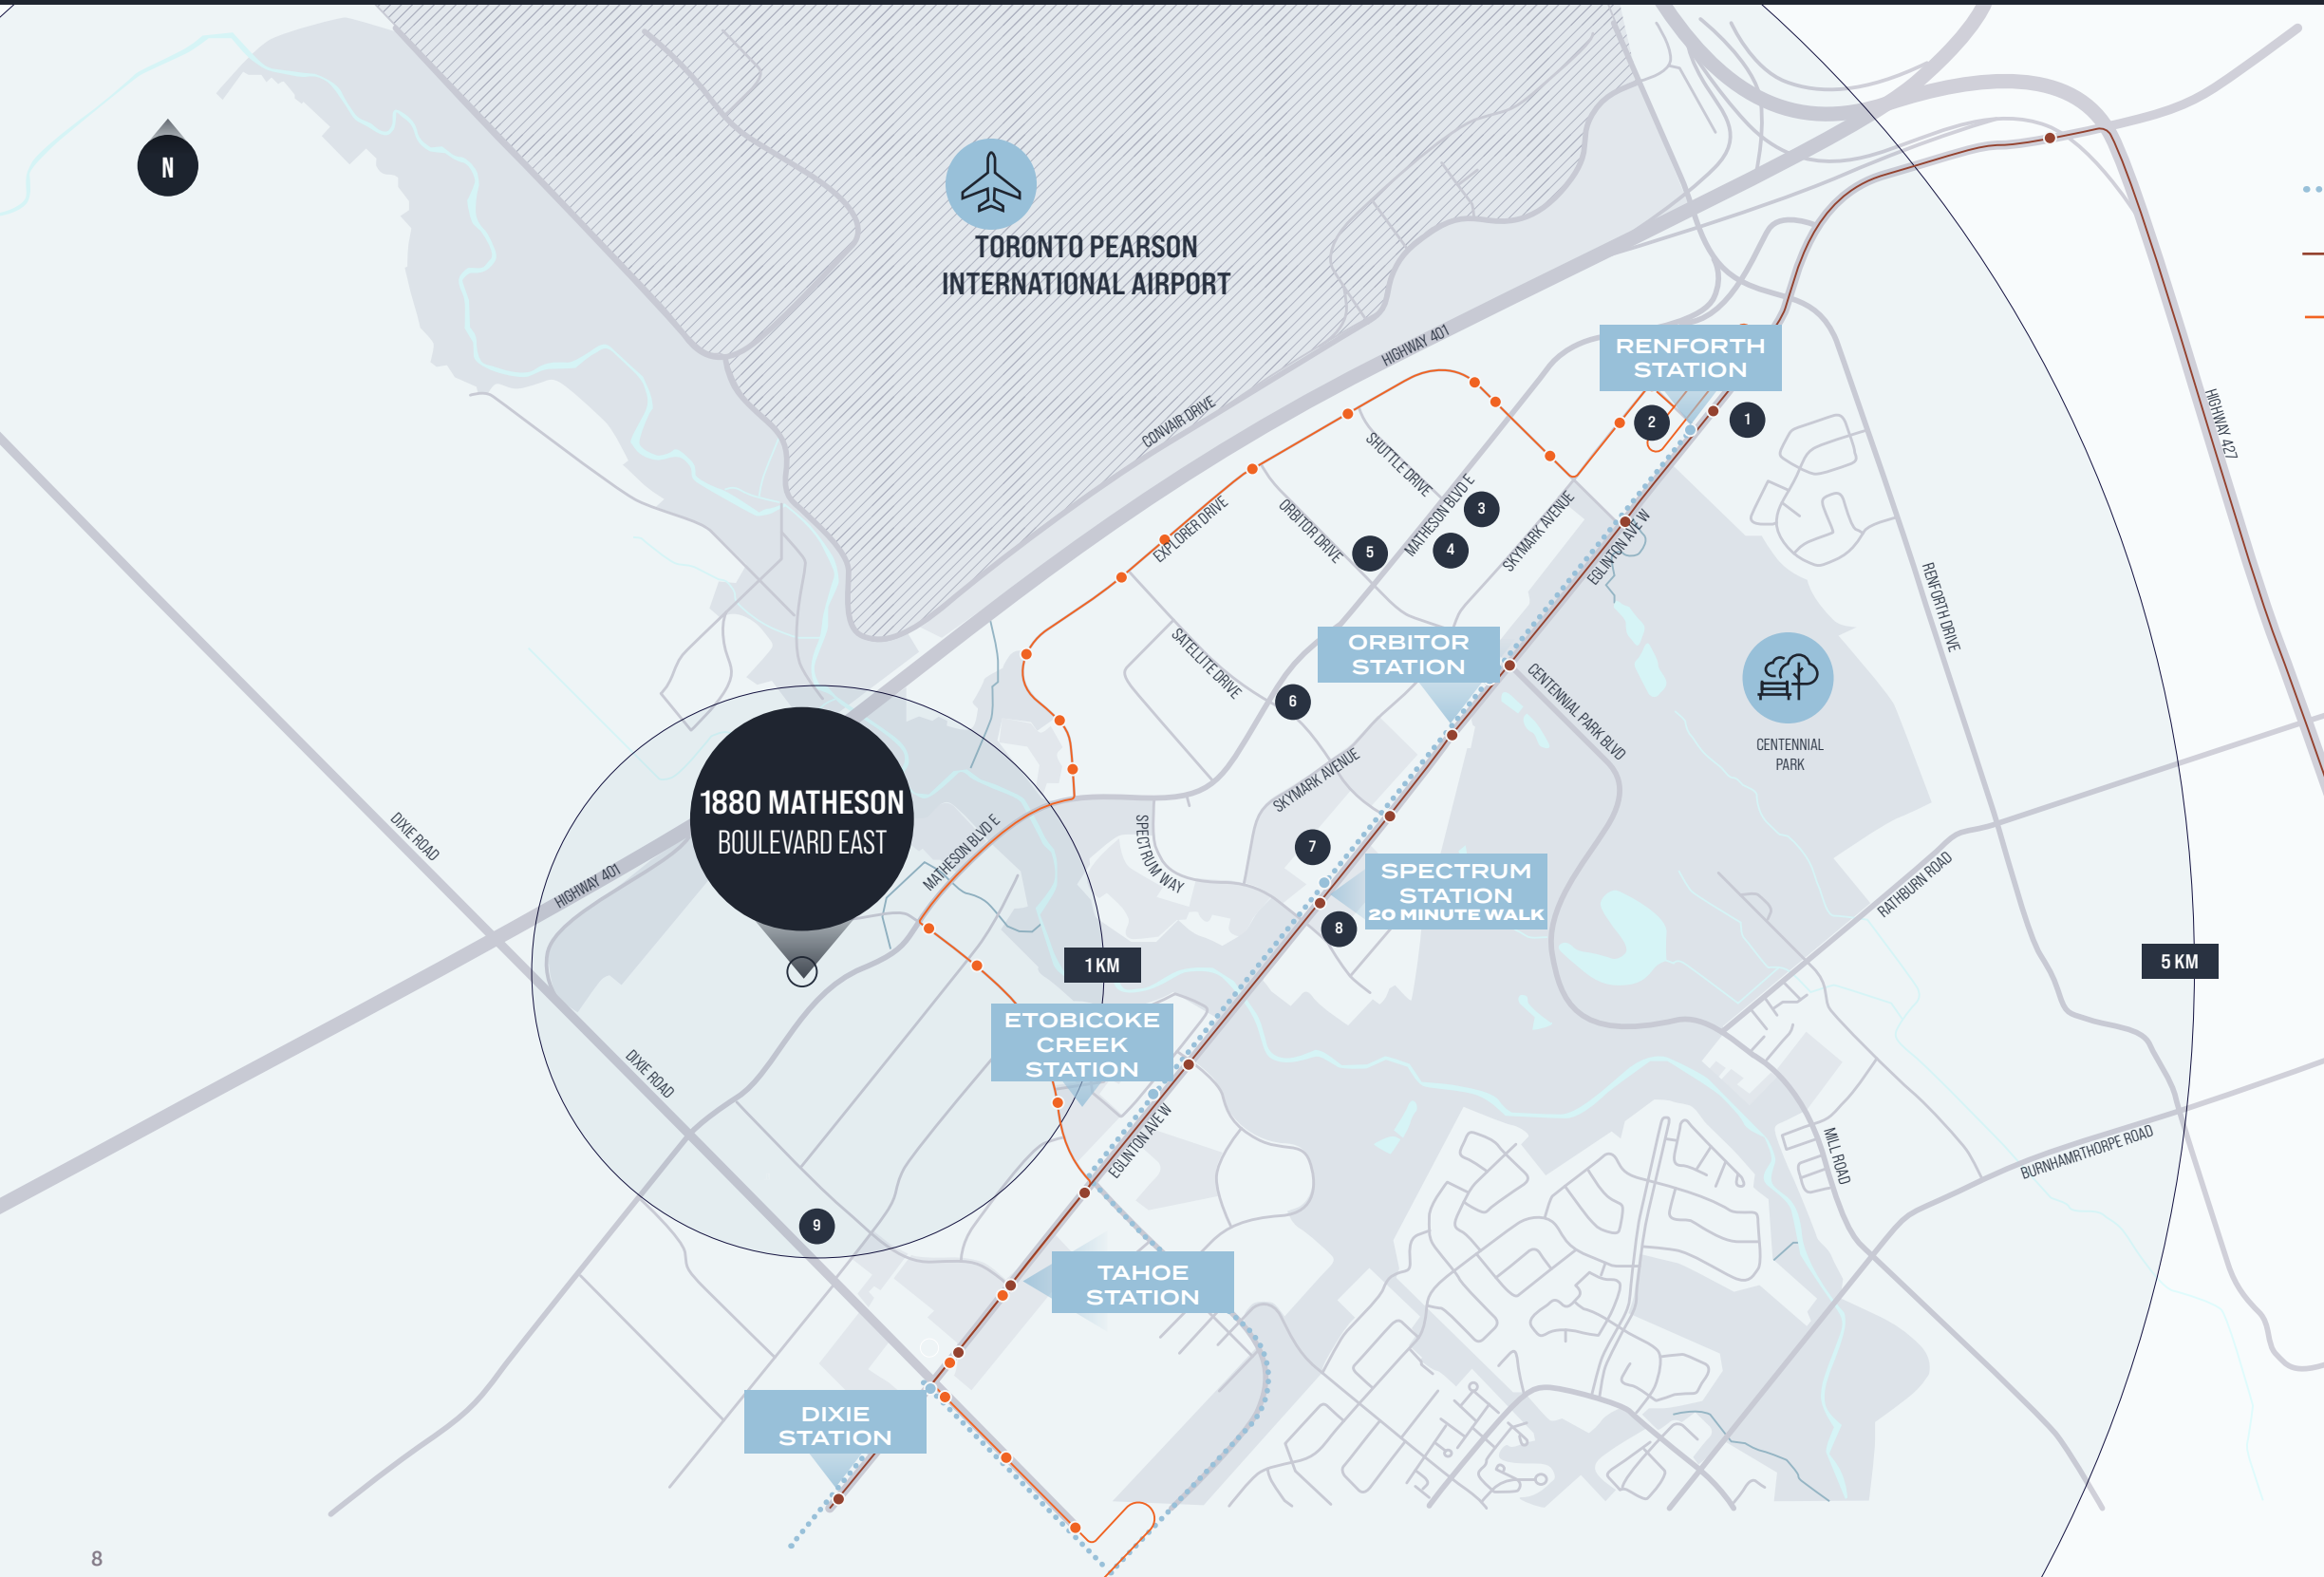 N
TORONTO PEARSON
INTERNATIONAL AIRPORT
HIGHWAY 401
RENFORTH
STATION
CONVAIR DRIVE
HIGHWAY 427
2
1
SHUTTLE DRIVE
MATHESON BLVD E
3
EXPLORER DRIVE
ORBITOR DRIVE
SKYMARK AVENUE
5
4
EGLINTON AVE W
RENFORTH DRIVE
ORBITOR
STATION
SATELLITE DRIVE
6
CENTENNIAL PARK BLVD
CENTENNIAL
PARK
1880 MATHESON
BOULEVARD EAST
SKYMARK AVENUE
DIXIE ROAD
MATHESON BLVD E
SPECTRUM WAY
7
HIGHWAY 401
SPECTRUM
STATION
20 MINUTE WALK
RATHBURN ROAD
8
1 KM
5 KM
ETOBICOKE
CREEK
STATION
DIXIE ROAD
EGLINTON AVE W
MILL ROAD
BURNHAMRTHORPE ROAD
9
TAHOE
STATION
DIXIE
STATION
8